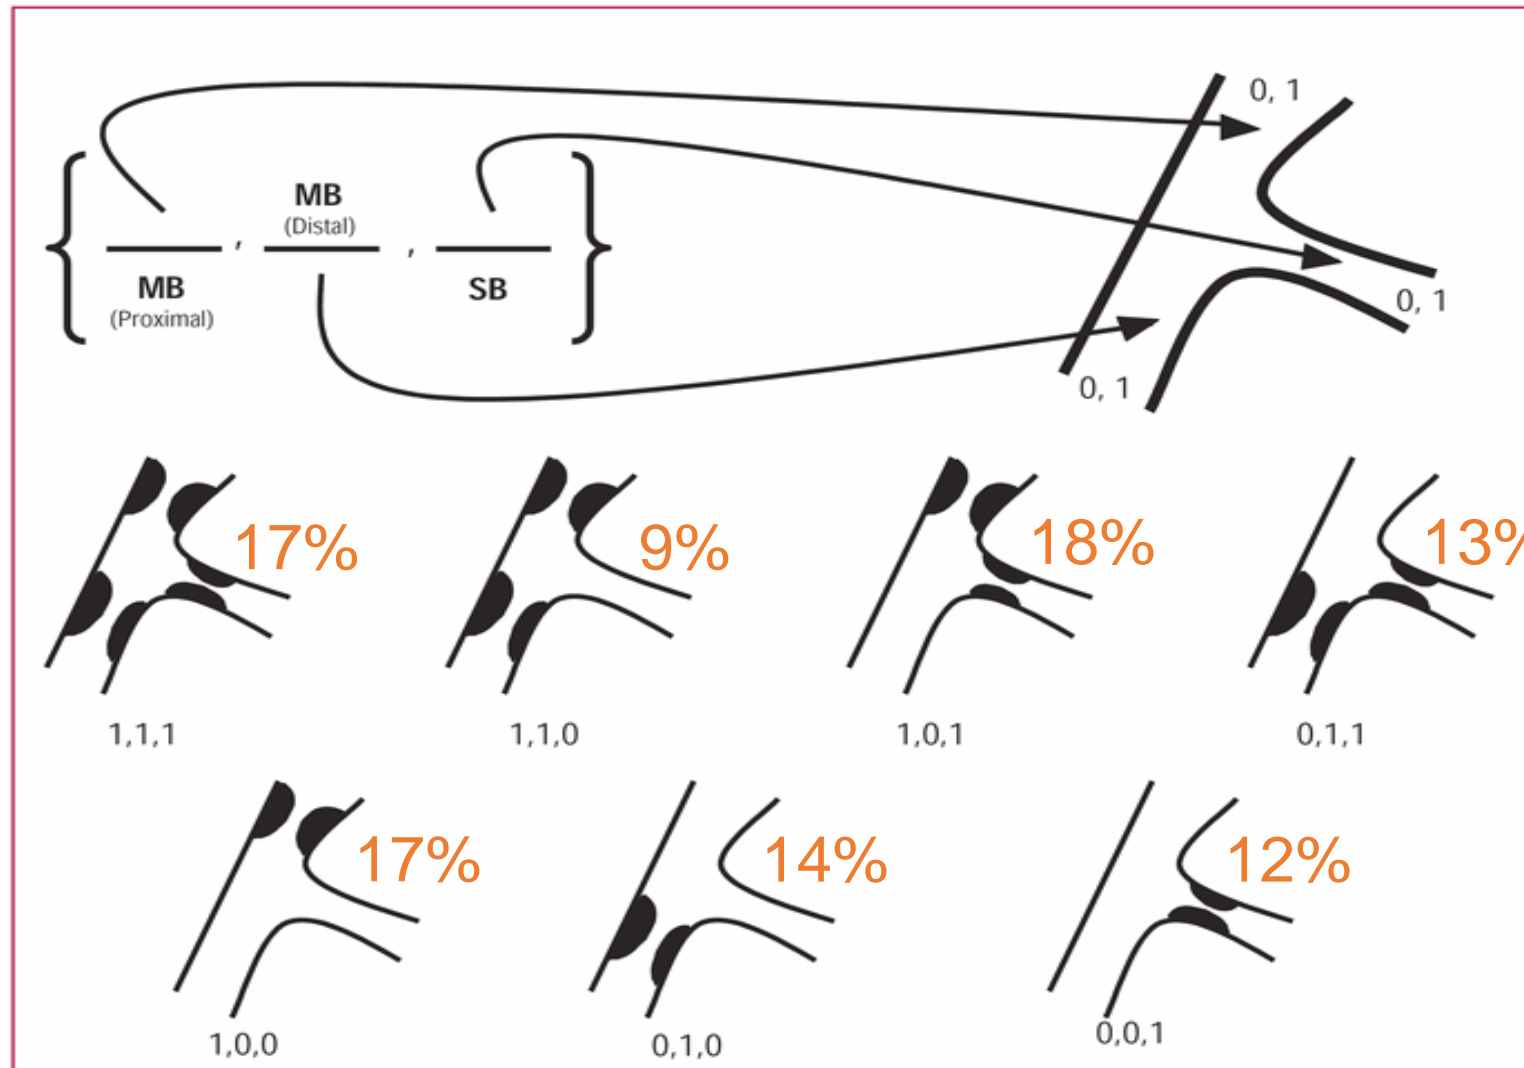 0, 1
MB
(Distal)
{ , , }
MB
(Proximal)
SB
0, 1
0, 1
17%
9%
18%
13%
1,1,1
1,1,0
1,0,1
0,1,1
17%
14%
12%
1,0,0
0,1,0
0,0,1